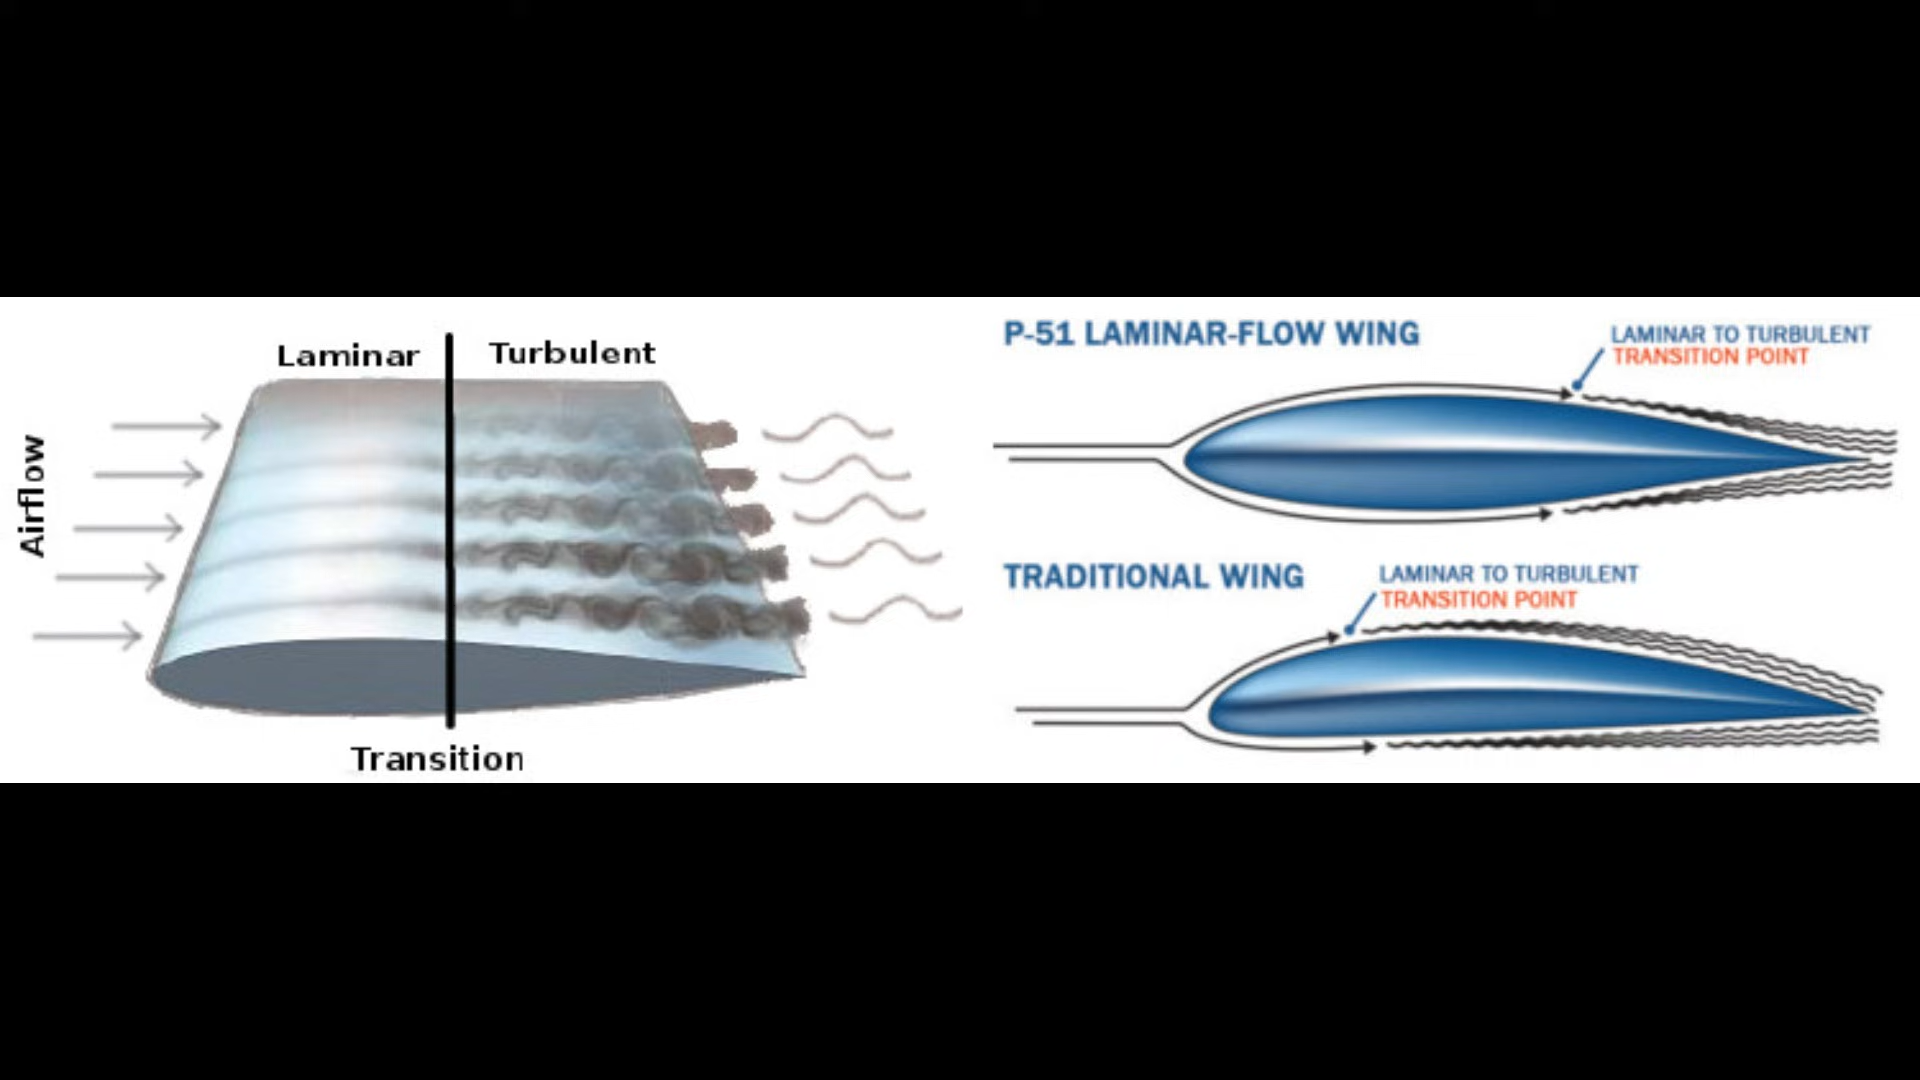 Laminar
Turbulent
Airflow
Transition
P-51 LAMINAR-FLOW WING
LAMINAR TO TURBULENT
TRANSITION POINT
TRADITIONAL WING
LAMINAR TO TURBULENT
TRANSITION POINT